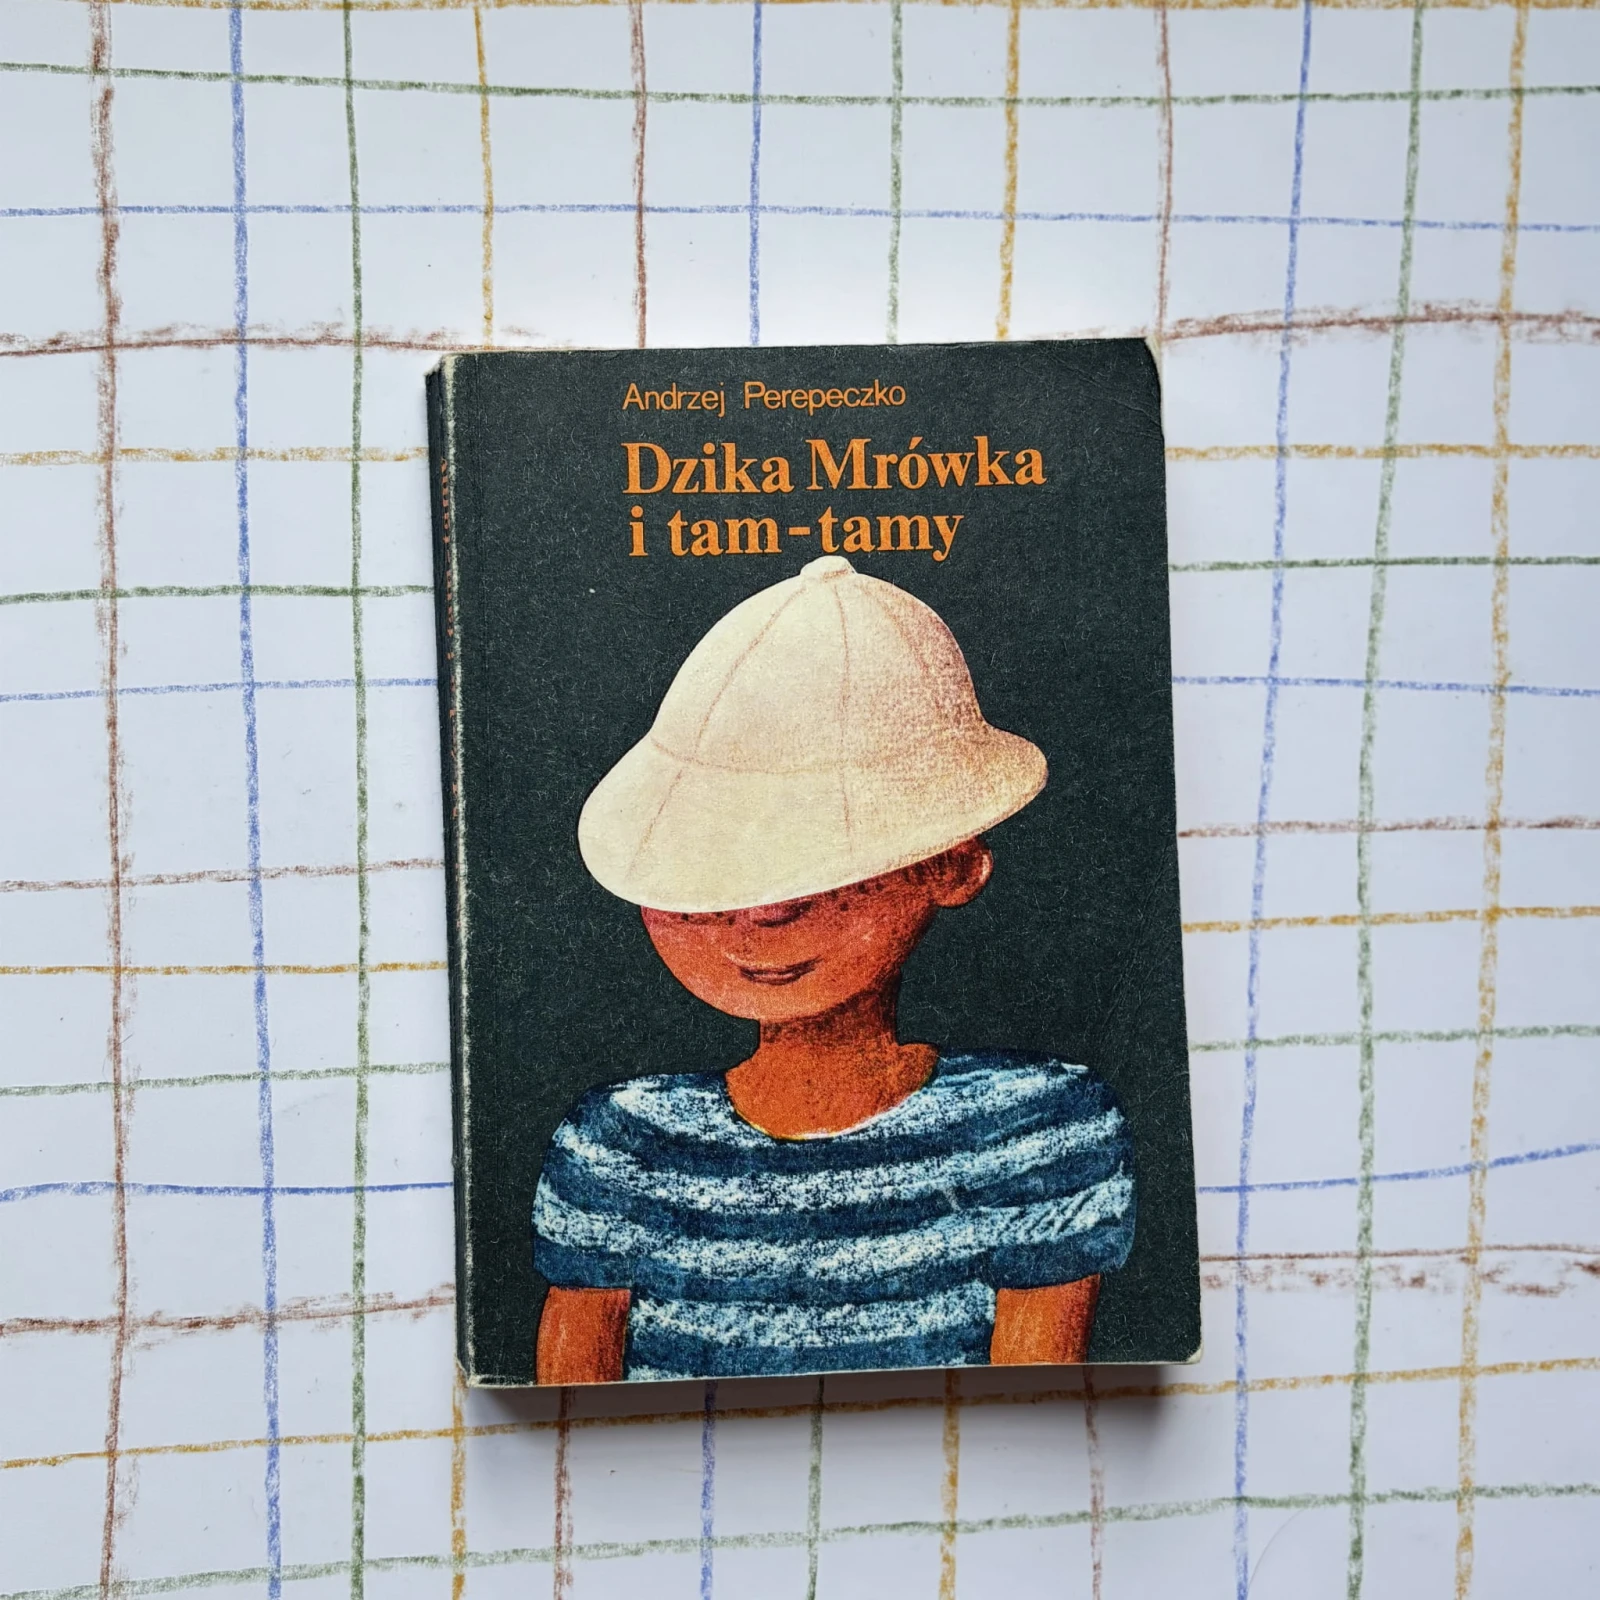 Andrzej Perepeczko
Dzika Mrówka
i tam-tamy